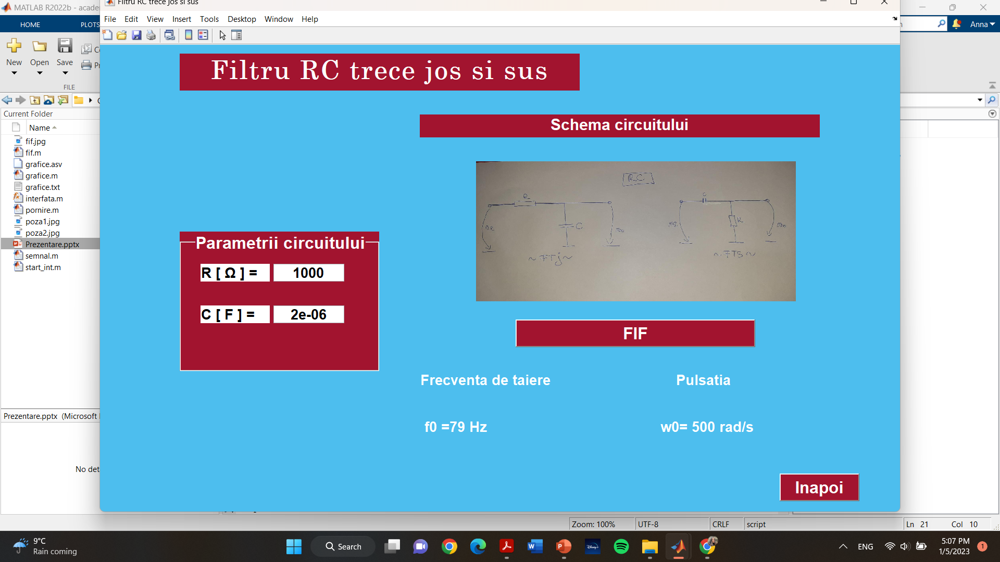 MATLAB R2022b - acade
Filtru RC trece jos si sus
HOME
PLOTS
File Edit View Insert Tools Desktop Window Help
Anna
New Open Save
FILE
Filtru RC trece jos si sus
Current Folder
Name
fif.jpg
fif.m
grafice.asv
grafice.m
grafice.txt
interfata.m
pornire.m
poza1.jpg
poza2.jpg
Prezentare.pptx
semnal.m
start_int.m
Prezentare.pptx (Microsoft
No det
Schema circuitului
RC
R
C
~ FTj ~
C
R
~ FTS ~
Parametrii circuitului
R [ Ω ] = 1000
C [ F ] = 2e-06
FIF
Frecventa de taiere
Pulsatia
f0 =79 Hz
w0= 500 rad/s
Inapoi
Zoom: 100% UTF-8 CRLF script Ln 21 Col 10
9°C
Rain coming
Search
Disney+
ENG
5:07 PM
1/5/2023
1